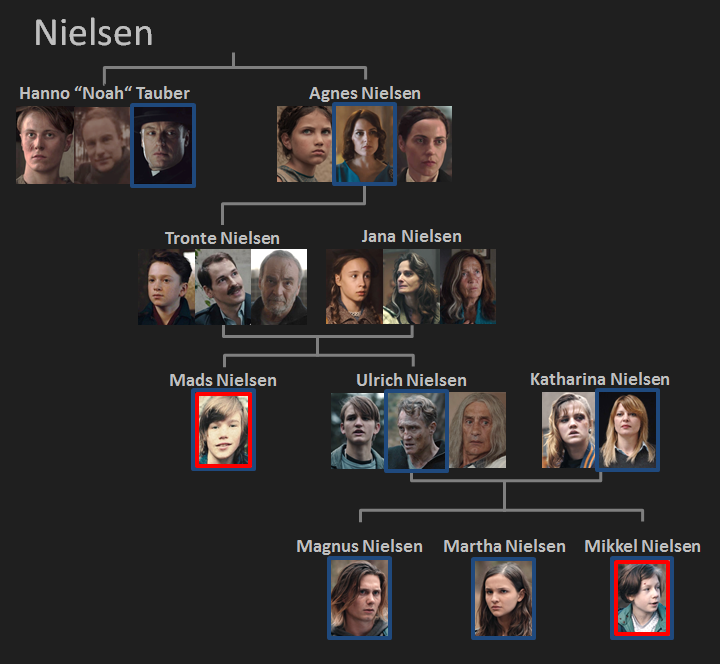 Nielsen
Hanno “Noah“ Tauber
Agnes Nielsen
Tronte Nielsen
Jana Nielsen
Mads Nielsen
Ulrich Nielsen
Katharina Nielsen
Magnus Nielsen
Martha Nielsen
Mikkel Nielsen